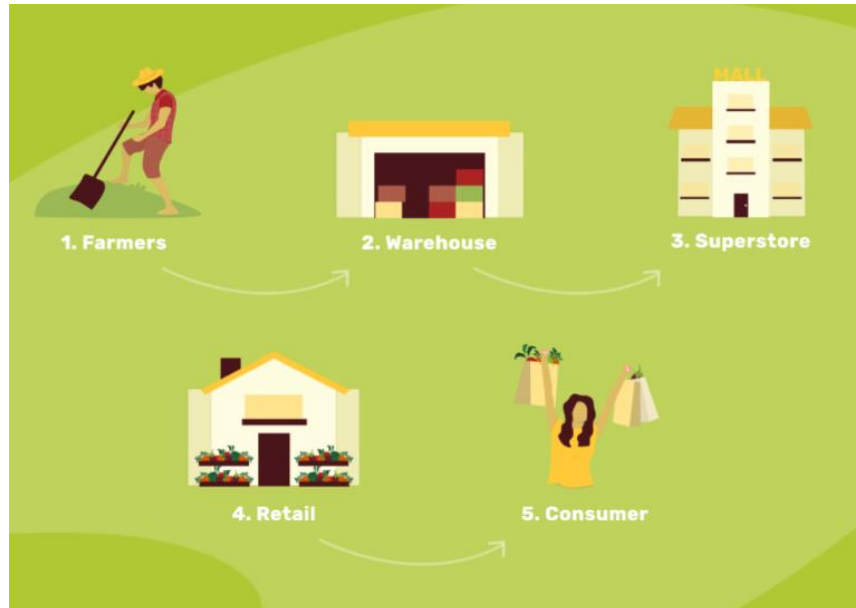 MALL
1. Farmers
2. Warehouse
3. Superstore
4. Retail
5. Consumer